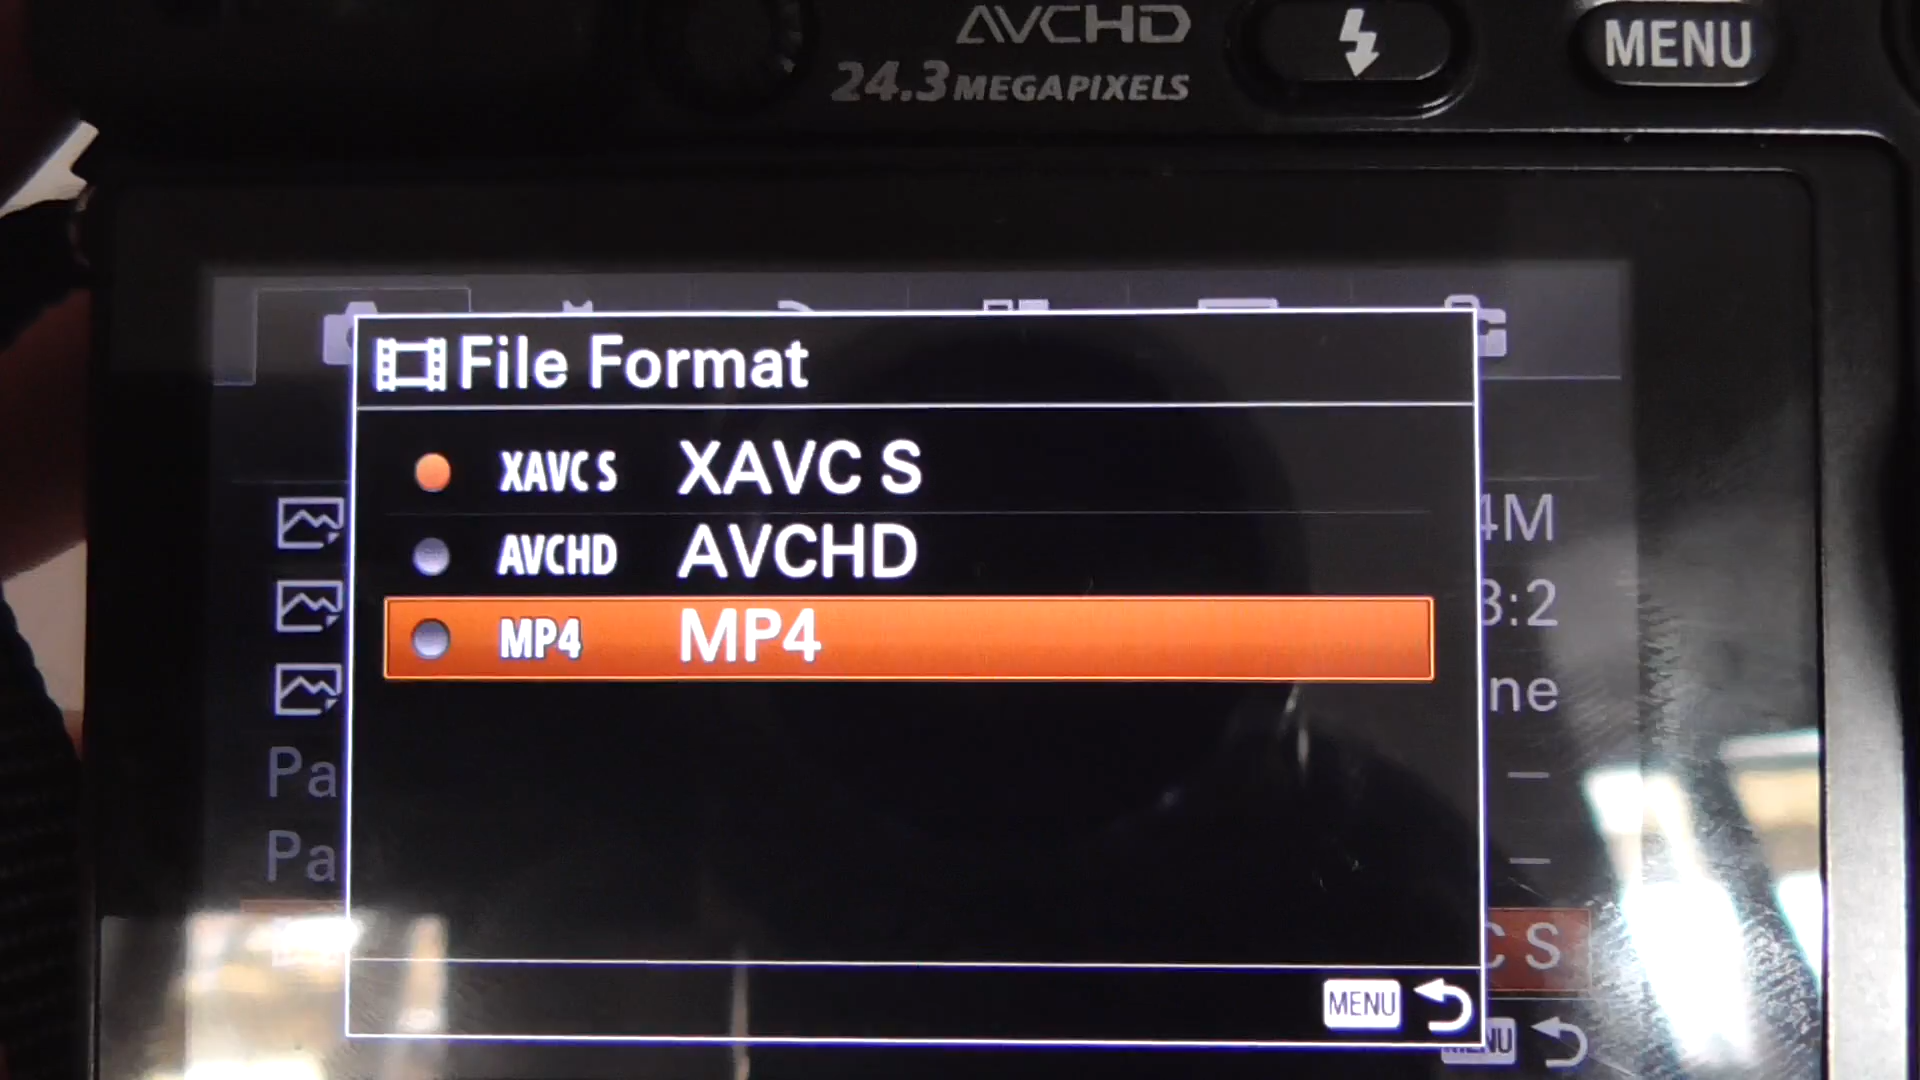 AVCHD
24.3 MEGAPIXELS
MENU
File Format
XAVC S XAVC S
AVCHD AVCHD
MP4 MP4
4M
3:2
ne
Pa –
Pa –
C S
MENU
MENU